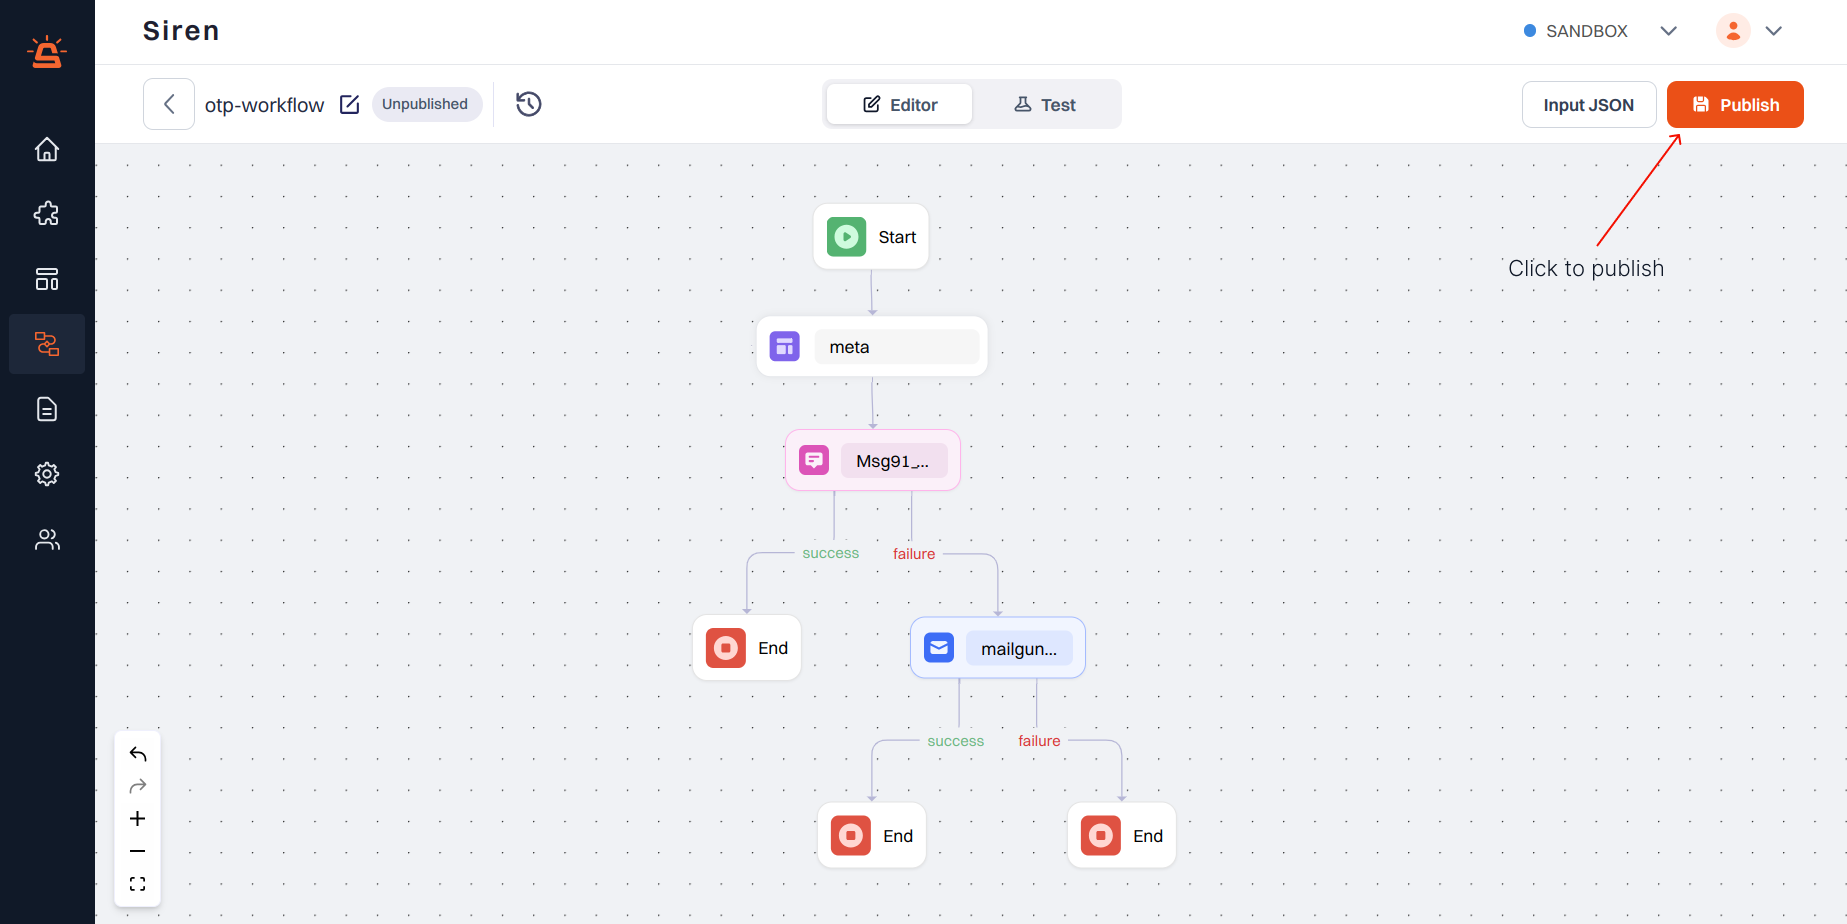 Siren
SANDBOX
otp-workflow
Unpublished
Editor
Test
Input JSON
Publish
Click to publish
Start
meta
Msg91_...
success
failure
End
mailgun...
success
failure
End
End